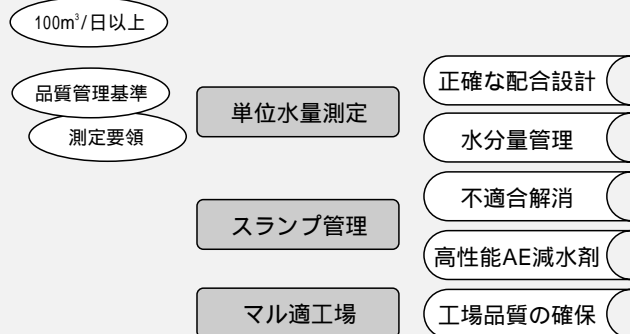 100m³/日以上
品質管理基準
測定要領
単位水量測定
スランプ管理
マル適工場
正確な配合設計
水分量管理
不適合解消
高性能AE減水剤
工場品質の確保